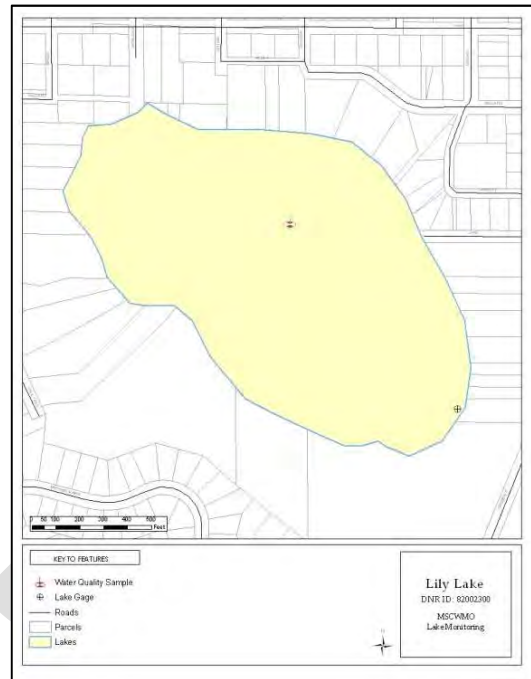 0 50 100 200 300 400 500
Feet
KEY TO FEATURES
Water Quality Sample
Lake Gage
Roads
Parcels
Lakes
N
Lily Lake
DNR ID: 82002300
MSCWMO
Lake Monitoring